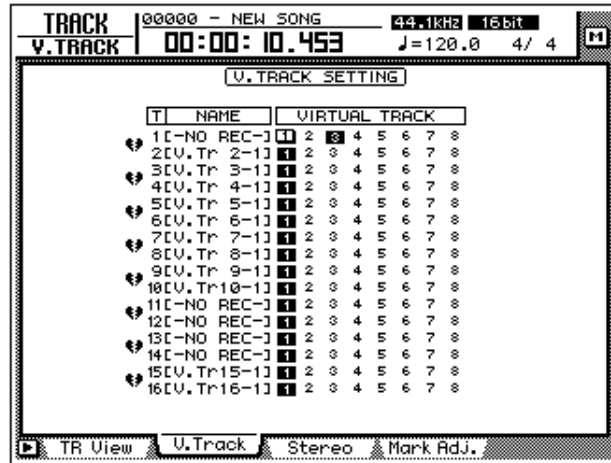 TRACK
V.TRACK
00000 - NEW SONG
00:00: 10.453
44.1kHz 16bit
♩=120.0 4/ 4
M
V.TRACK SETTING
T NAME VIRTUAL TRACK
1[-NO REC-] 1 2 3 4 5 6 7 8
2[V.Tr 2-1] 1 2 3 4 5 6 7 8
3[V.Tr 3-1] 1 2 3 4 5 6 7 8
4[V.Tr 4-1] 1 2 3 4 5 6 7 8
5[V.Tr 5-1] 1 2 3 4 5 6 7 8
6[V.Tr 6-1] 1 2 3 4 5 6 7 8
7[V.Tr 7-1] 1 2 3 4 5 6 7 8
8[V.Tr 8-1] 1 2 3 4 5 6 7 8
9[V.Tr 9-1] 1 2 3 4 5 6 7 8
10[V.Tr10-1] 1 2 3 4 5 6 7 8
11[-NO REC-] 1 2 3 4 5 6 7 8
12[-NO REC-] 1 2 3 4 5 6 7 8
13[-NO REC-] 1 2 3 4 5 6 7 8
14[-NO REC-] 1 2 3 4 5 6 7 8
15[V.Tr15-1] 1 2 3 4 5 6 7 8
16[V.Tr16-1] 1 2 3 4 5 6 7 8
TR View V.Track Stereo Mark Adj.